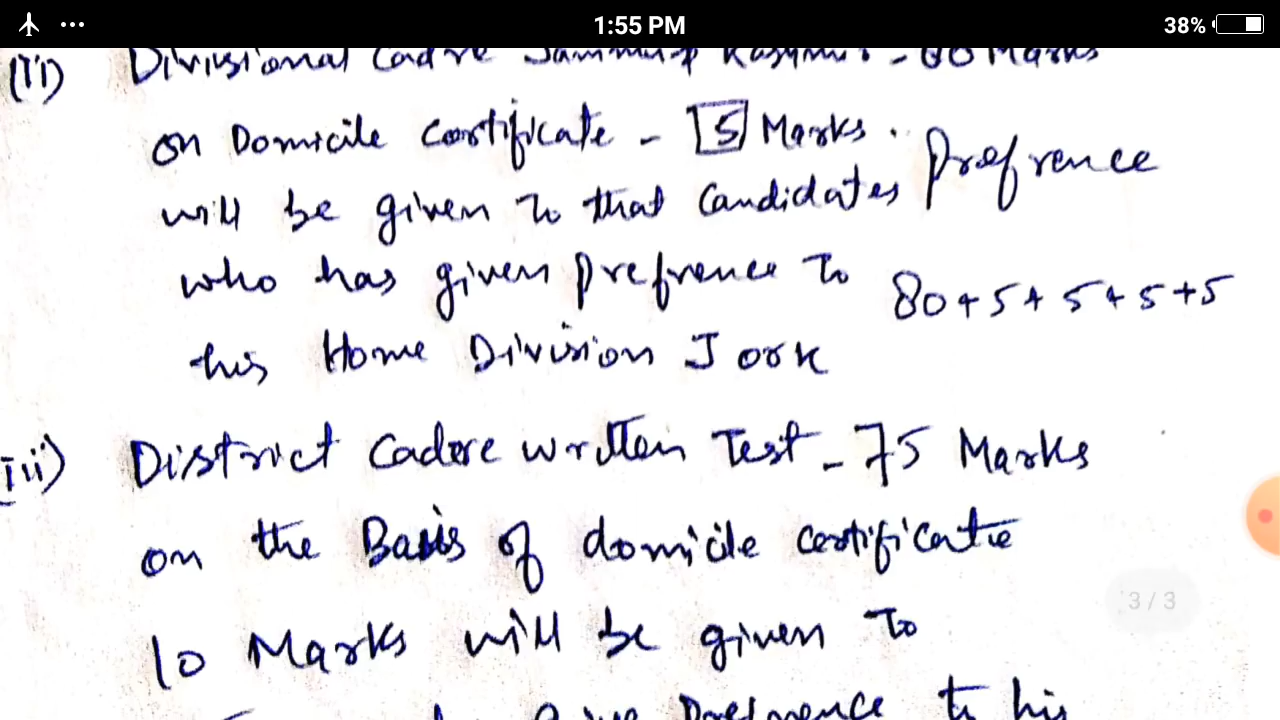 1:55 PM
38%
(ii) Divisional Cadre Jammu & Kashmir - 80 Marks
on Domicile Certificate - [5] Marks.
will be given to that Candidates Prefrence
who has given Prefrence to
80 + 5 + 5 + 5 + 5
his Home Division J or K
(iii) District Cadre written Test - 75 Marks
on the Basis of domicile certificate
10 Marks will be given to
3 / 3
Prefrence to his